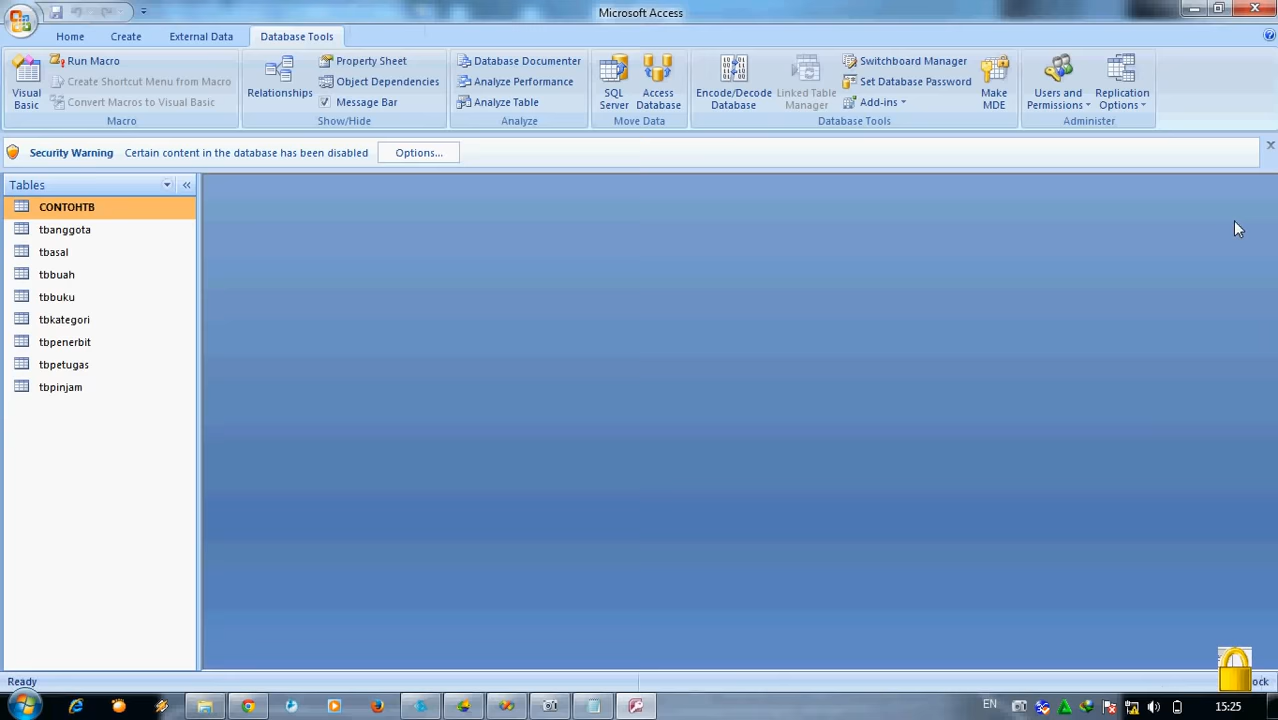 Microsoft Access
Home Create External Data Database Tools
Visual Basic
Run Macro
Create Shortcut Menu from Macro
Convert Macros to Visual Basic
Macro
Relationships
Property Sheet
Object Dependencies
Message Bar
Show/Hide
Database Documenter
Analyze Performance
Analyze Table
Analyze
SQL Server
Access Database
Move Data
Encode/Decode Database
Linked Table Manager
Switchboard Manager
Set Database Password
Add-ins
Make MDE
Database Tools
Users and Permissions
Replication Options
Administer
Security Warning Certain content in the database has been disabled Options...
Tables
CONTOHTB
tbanggota
tbasal
tbbuah
tbbuku
tbkategori
tbpenerbit
tbpetugas
tbpinjam
Ready
ock
EN
15:25